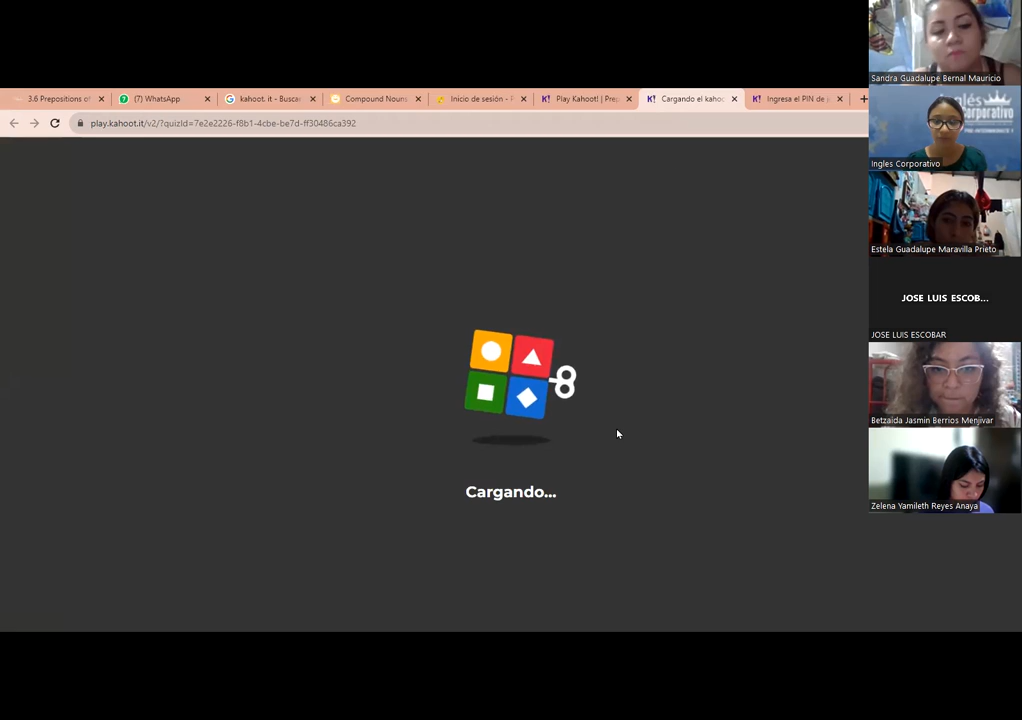 3.6 Prepositions of
(7) WhatsApp
kahoot. it - Buscar
Compound Nouns
Inicio de sesión - P
Play Kahoot! | Prep
Cargando el kahoo
Ingresa el PIN de j
play.kahoot.it/v2/?quizId=7e2e2226-f8b1-4cbe-be7d-ff30486ca392
Cargando...
Sandra Guadalupe Bernal Mauricio
Inglés
Corporativo
PRE-INTERMEDIATE 1
Ingles Corporativo
Estela Guadalupe Maravilla Prieto
JOSE LUIS ESCOB...
JOSE LUIS ESCOBAR
Betzaida Jasmin Berrios Menjivar
Zelena Yamileth Reyes Anaya